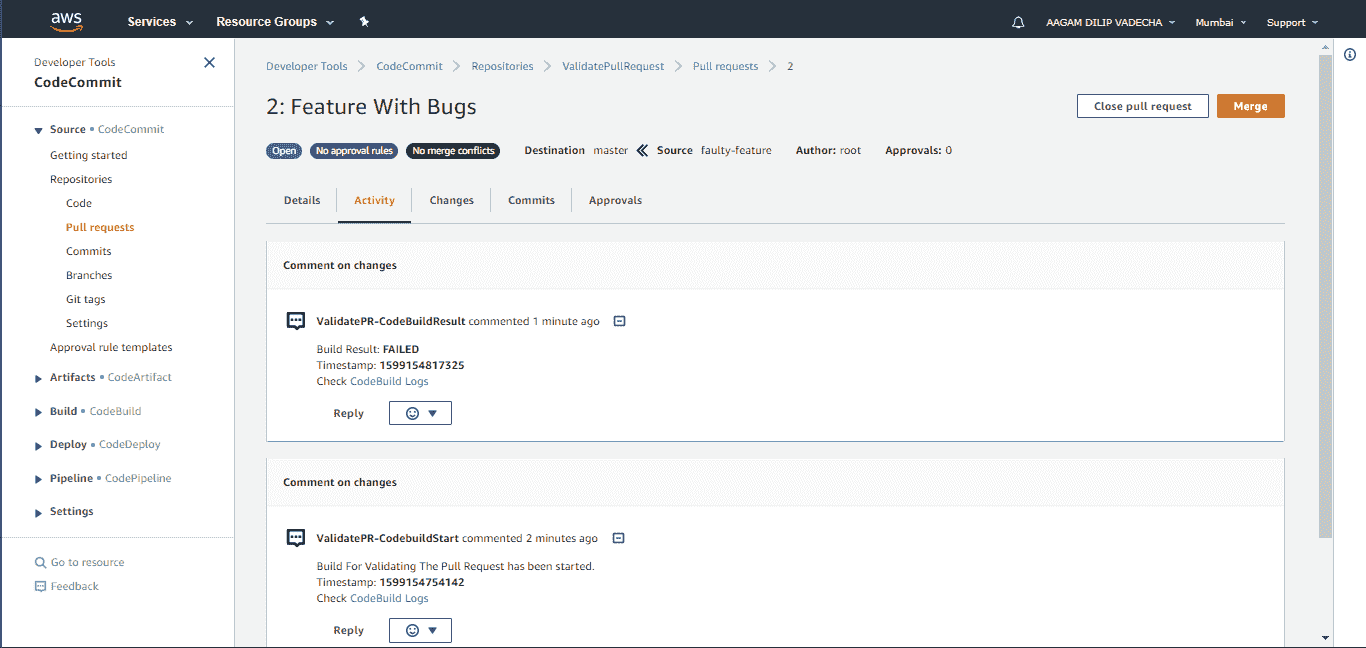 aws
Services
Resource Groups
AAGAM DILIP VADECHA
Mumbai
Support
Developer Tools
CodeCommit
Source • CodeCommit
Getting started
Repositories
Code
Pull requests
Commits
Branches
Git tags
Settings
Approval rule templates
Artifacts • CodeArtifact
Build • CodeBuild
Deploy • CodeDeploy
Pipeline • CodePipeline
Settings
Go to resource
Feedback
Developer Tools CodeCommit Repositories ValidatePullRequest Pull requests 2
2: Feature With Bugs
Close pull request
Merge
Open
No approval rules
No merge conflicts
Destination master Source faulty-feature Author: root Approvals: 0
Details Activity Changes Commits Approvals
Comment on changes
ValidatePR-CodeBuildResult commented 1 minute ago
Build Result: FAILED
Timestamp: 1599154817325
Check CodeBuild Logs
Reply
Comment on changes
ValidatePR-CodebuildStart commented 2 minutes ago
Build For Validating The Pull Request has been started.
Timestamp: 1599154754142
Check CodeBuild Logs
Reply